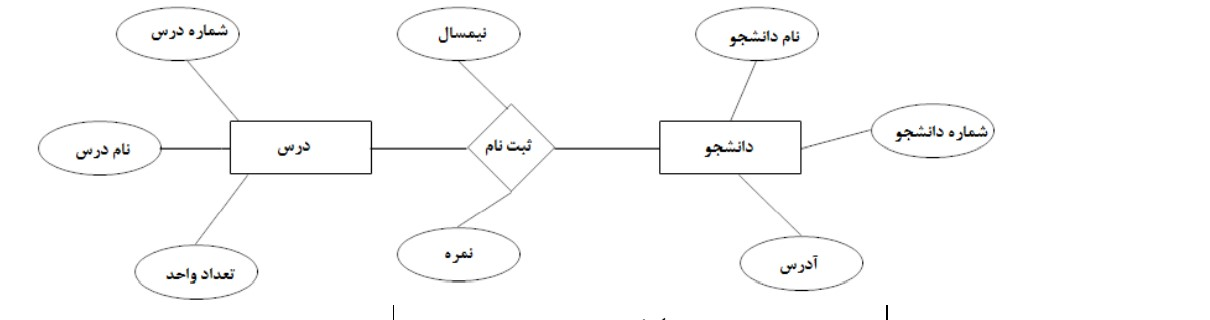 نام دانشجو
نیمسال
شماره درس
شماره دانشجو
دانشجو
ثبت نام
درس
نام درس
آدرس
نمره
تعداد واحد